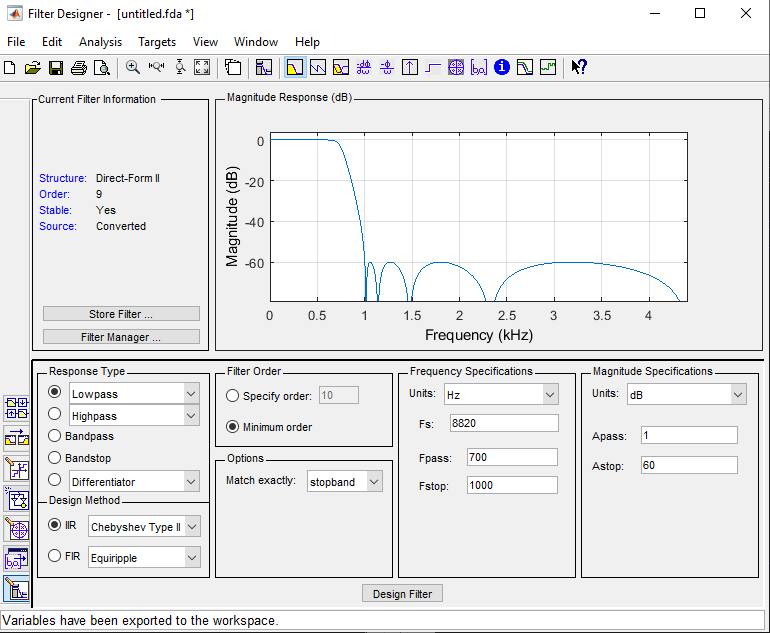 Filter Designer - [untitled.fda *]
File Edit Analysis Targets View Window Help
Current Filter Information
Structure: Direct-Form II
Order: 9
Stable: Yes
Source: Converted
Store Filter ...
Filter Manager ...
Magnitude Response (dB)
Magnitude (dB)
0
-20
-40
-60
0 0.5 1 1.5 2 2.5 3 3.5 4
Frequency (kHz)
Response Type
Lowpass
Highpass
Bandpass
Bandstop
Differentiator
Design Method
IIR Chebyshev Type II
FIR Equiripple
Filter Order
Specify order: 10
Minimum order
Options
Match exactly: stopband
Frequency Specifications
Units: Hz
Fs: 8820
Fpass: 700
Fstop: 1000
Magnitude Specifications
Units: dB
Apass: 1
Astop: 60
Design Filter
Variables have been exported to the workspace.